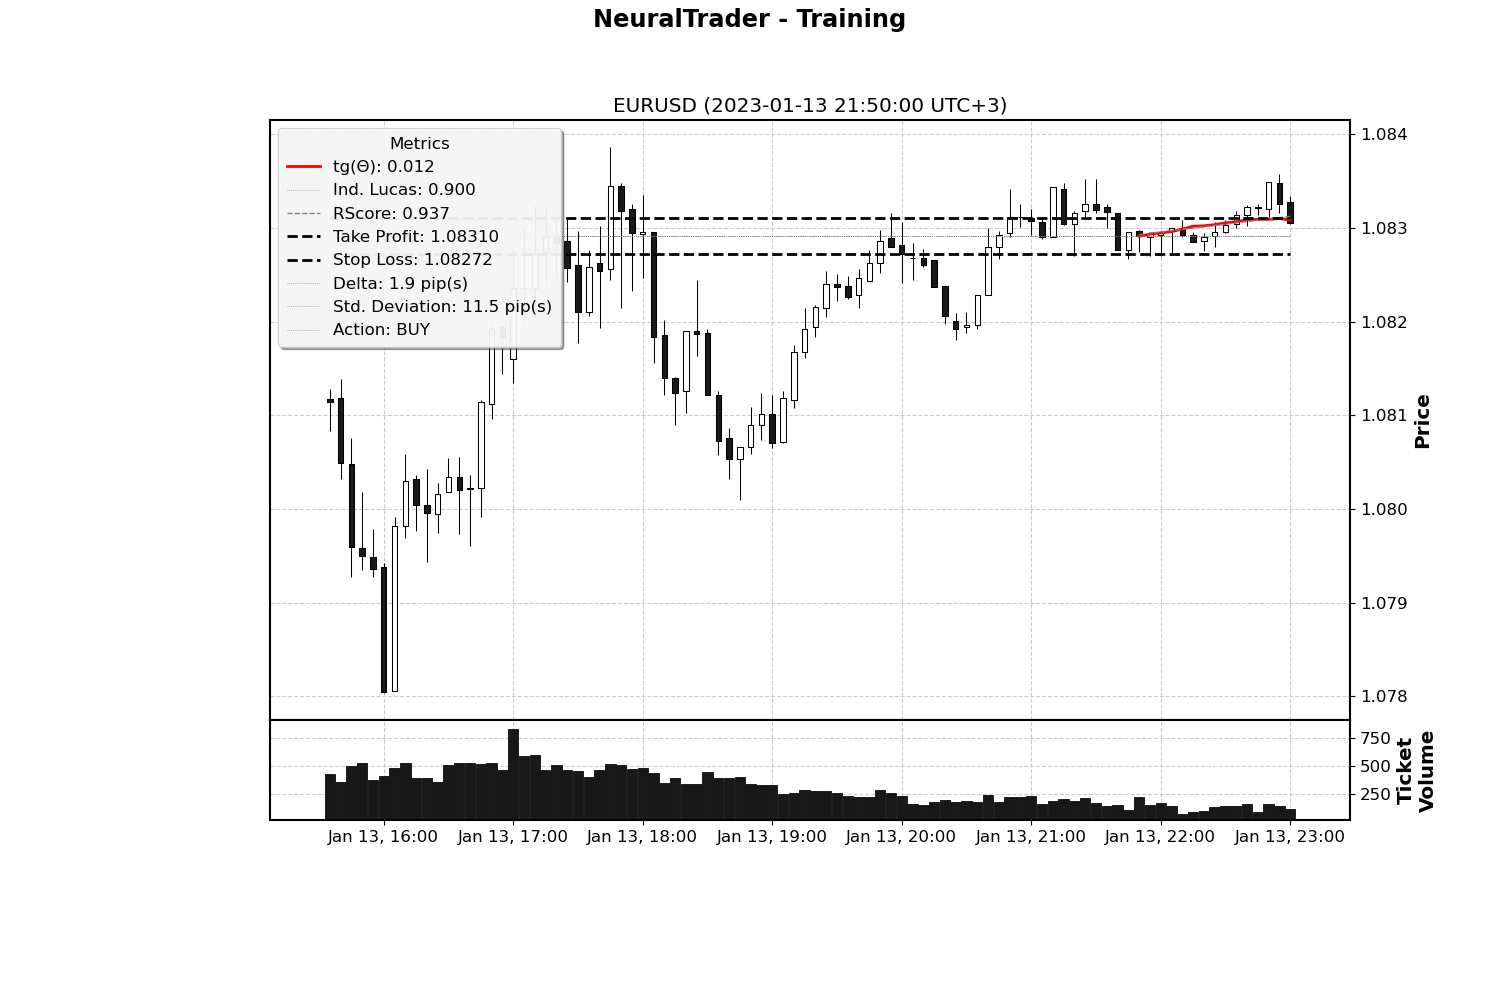 NeuralTrader - Training
EURUSD (2023-01-13 21:50:00 UTC+3)
Metrics
tg(Θ): 0.012
Ind. Lucas: 0.900
RScore: 0.937
Take Profit: 1.08310
Stop Loss: 1.08272
Delta: 1.9 pip(s)
Std. Deviation: 11.5 pip(s)
Action: BUY
1.084
1.083
1.082
1.081
1.080
1.079
1.078
Price
750
500
250
Ticket
Volume
Jan 13, 16:00
Jan 13, 17:00
Jan 13, 18:00
Jan 13, 19:00
Jan 13, 20:00
Jan 13, 21:00
Jan 13, 22:00
Jan 13, 23:00